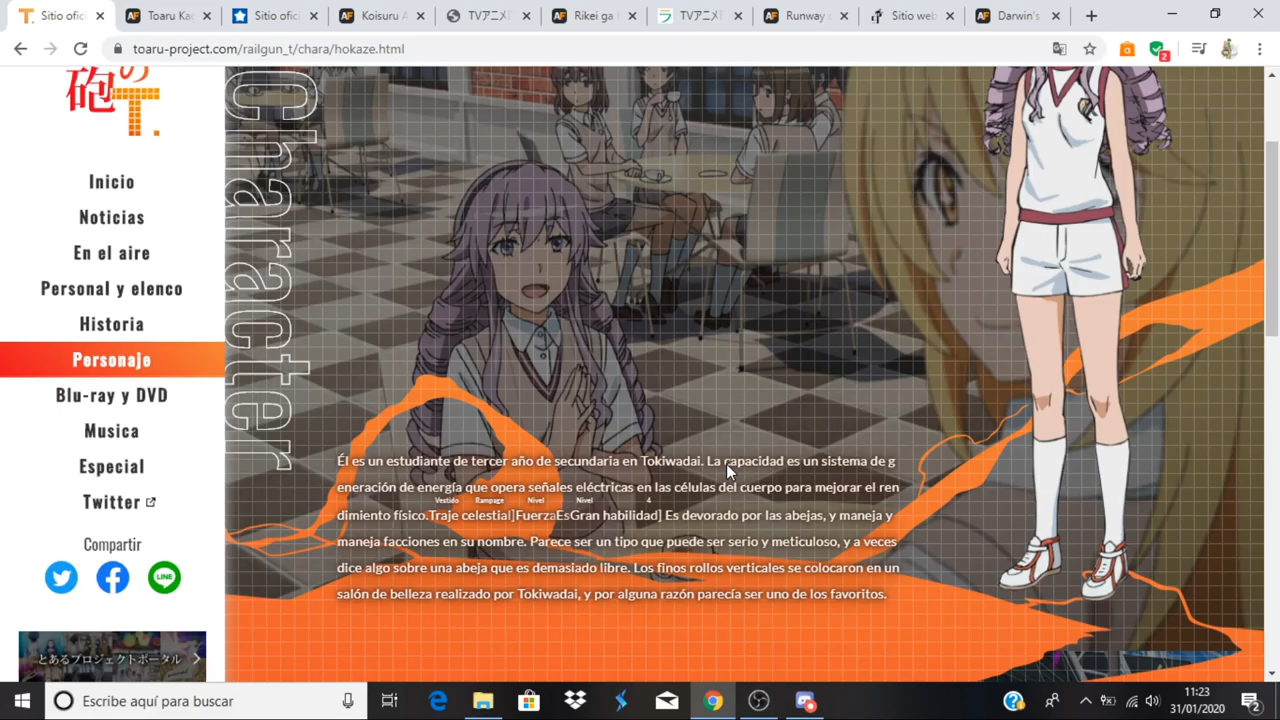 Sitio ofici
Toaru Kag
Sitio ofici
Koisuru A
TVアニメ
Rikei ga
TVアニメ
Runway
Sitio web
Darwin's
toaru-project.com/railgun_t/chara/hokaze.html
2
の
砲
T.
Inicio
Noticias
En el aire
Personal y elenco
Historia
Personaje
Blu-ray y DVD
Musica
Especial
Twitter
Compartir
LINE
とあるプロジェクトポータル
Character
Él es un estudiante de tercer año de secundaria en Tokiwadai. La capacidad es un sistema de g
eneración de energía que opera señales eléctricas en las células del cuerpo para mejorar el ren
Vestido Rampage Nivel Nivel 4
dimiento físico.Traje celestial]FuerzaEsGran habilidad] Es devorado por las abejas, y maneja y
maneja facciones en su nombre. Parece ser un tipo que puede ser serio y meticuloso, y a veces
dice algo sobre una abeja que es demasiado libre. Los finos rollos verticales se colocaron en un
salón de belleza realizado por Tokiwadai, y por alguna razón parecía ser uno de los favoritos.
Escribe aquí para buscar
11:23
31/01/2020
2